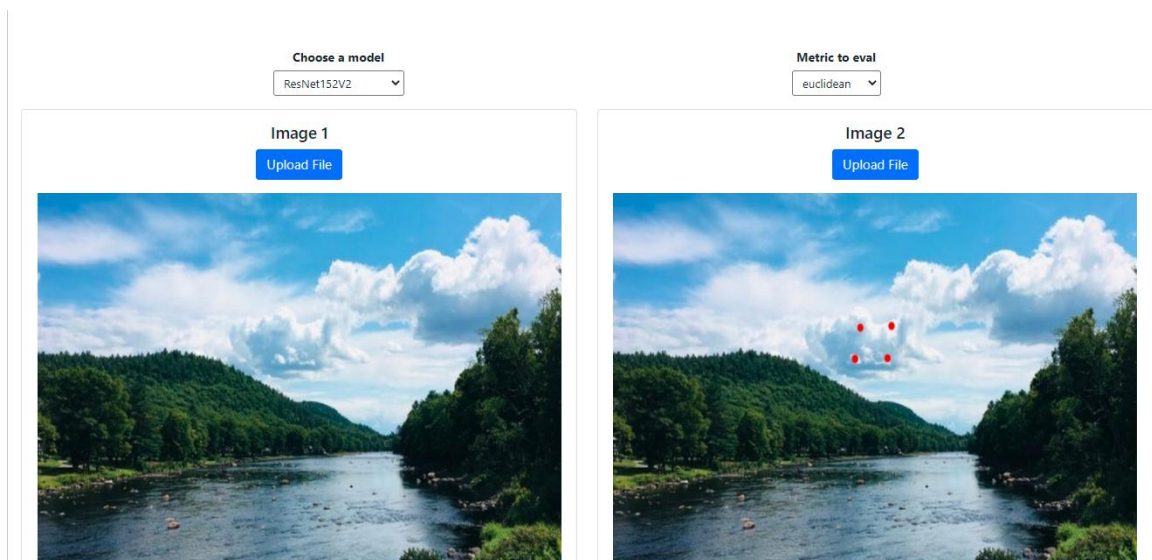 Choose a model
Metric to eval
ResNet152V2
euclidean
Image 1
Image 2
Upload File
Upload File